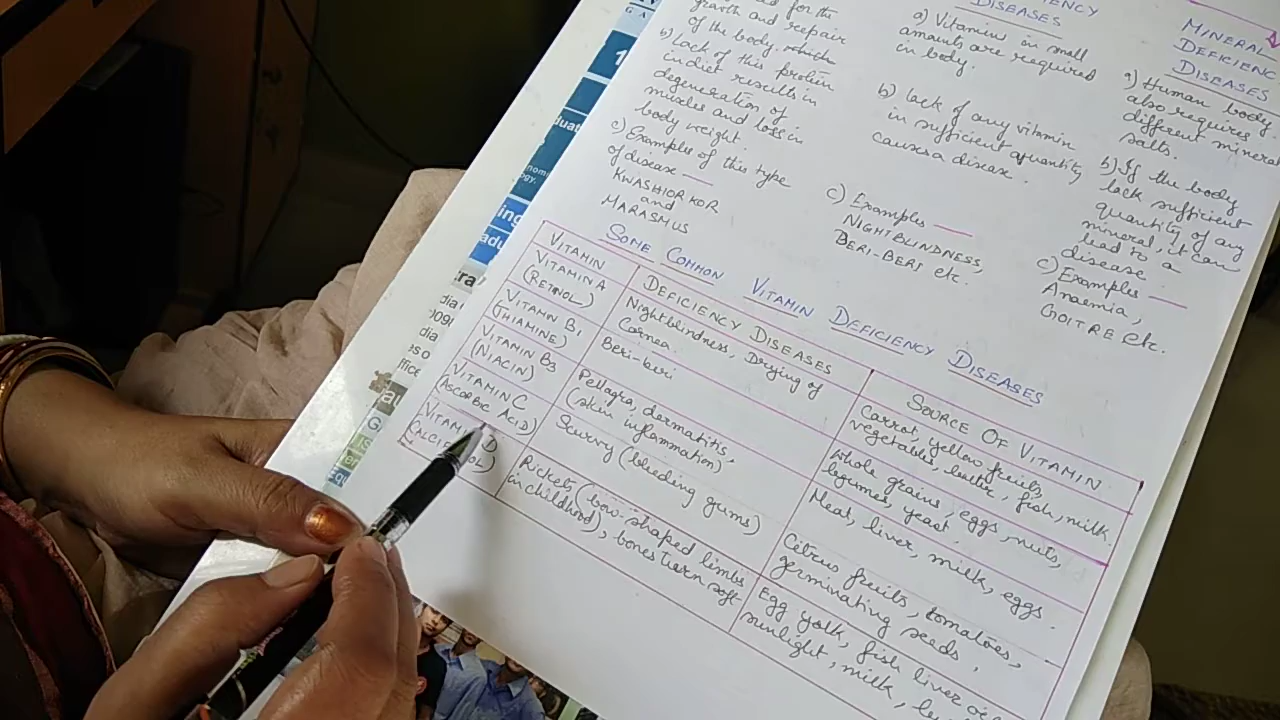 for the
growth and repair
of the body. which
b) Lack of this protein
in diet results in
degeneration of
muscles and loss in
body weight.
c) Examples of this type
of disease —
KWASHIORKOR
and
MARASMUS
DISEASES
a) Vitamins in small
amounts are required
in body.
b) lack of any vitamin
in sufficient quantity
causes a disease.
c) Examples —
NIGHTBLINDNESS,
BERI-BERI etc.
MINERAL
DEFICIENC
DISEASES
a) Human body
also requires
different mineral
salts.
b) If the body
lack sufficient
quantity of any
mineral, it can
lead to a
disease
c) Examples —
Anaemia,
GOITRE etc.
SOME COMMON VITAMIN DEFICIENCY DISEASES
VITAMIN
DEFICIENCY DISEASES
SOURCE OF VITAMIN
VITAMIN A
(RETINOL)
Nightblindness, Drying of
Cornea.
Carrot, yellow fruits,
vegetables, butter, fish, milk
VITAMIN B1
(THIAMINE)
Beri-beri
Whole grains, eggs, nuts,
legumes, yeast.
VITAMIN B3
(NIACIN)
Pellagra, dermatitis,
(skin inflammation)
Meat, liver, milk, eggs.
VITAMIN C
(ASCORBIC ACID)
Scurvy (bleeding gums)
Citrus fruits, tomatoes,
germinating seeds,
VITAMIN D
Rickets (bow-shaped limbs
in childhood), bones turn soft
Egg yolk, fish liver oil
sunlight, milk,